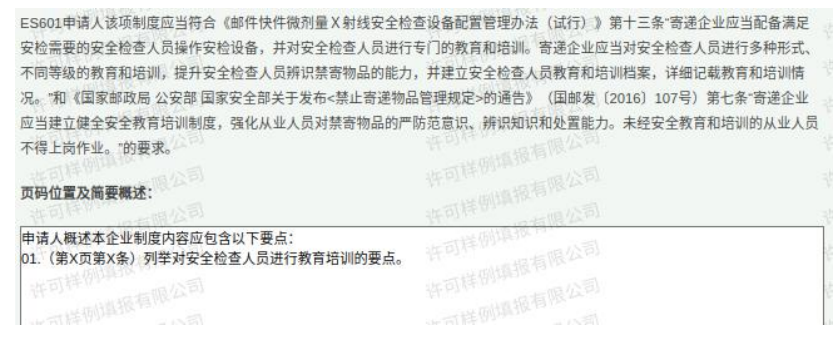 ES601申请人该项制度应当符合《邮件快件微剂量X射线安全检查设备配置管理办法（试行）》第十三条“寄递企业应当配备满足
安检需要的安全检查人员操作安检设备，并对安全检查人员进行专门的教育和培训。寄递企业应当对安全检查人员进行多种形式、
不同等级的教育和培训，提升安全检查人员辨识禁寄物品的能力，并建立安全检查人员教育和培训档案，详细记载教育和培训情
况。”和《国家邮政局 公安部 国家安全部关于发布<禁止寄递物品管理规定>的通告》（国邮发〔2016〕107号）第七条“寄递企业
应当建立健全安全教育培训制度，强化从业人员对禁寄物品的严防范意识、辨识知识和处置能力。未经安全教育和培训的从业人员
不得上岗作业。”的要求。
页码位置及简要概述：
申请人概述本企业制度内容应包含以下要点：
01.（第X页第X条）列举对安全检查人员进行教育培训的要点。
许可样例填报有限公司